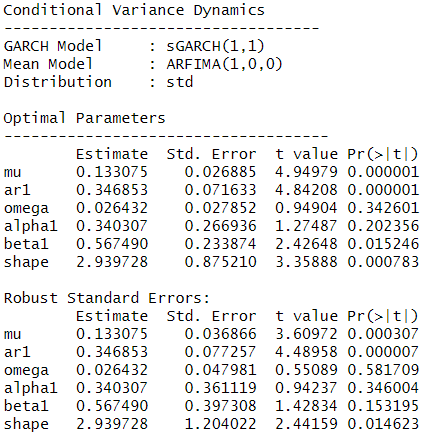 Conditional Variance Dynamics
-----------------------------------
GARCH Model : sGARCH(1,1)
Mean Model : ARFIMA(1,0,0)
Distribution : std
Optimal Parameters
------------------------------------
Estimate Std. Error t value Pr(>|t|)
mu 0.133075 0.026885 4.94979 0.000001
ar1 0.346853 0.071633 4.84208 0.000001
omega 0.026432 0.027852 0.94904 0.342601
alpha1 0.340307 0.266936 1.27487 0.202356
beta1 0.567490 0.233874 2.42648 0.015246
shape 2.939728 0.875210 3.35888 0.000783
Robust Standard Errors:
Estimate Std. Error t value Pr(>|t|)
mu 0.133075 0.036866 3.60972 0.000307
ar1 0.346853 0.077257 4.48958 0.000007
omega 0.026432 0.047981 0.55089 0.581709
alpha1 0.340307 0.361119 0.94237 0.346004
beta1 0.567490 0.397308 1.42834 0.153195
shape 2.939728 1.204022 2.44159 0.014623